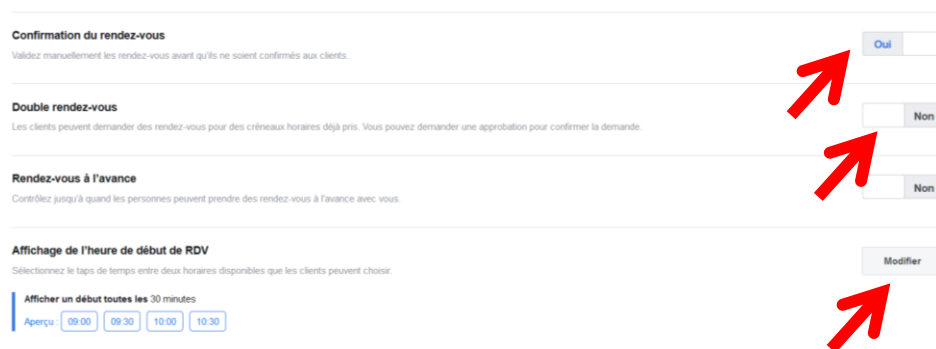 Confirmation du rendez-vous
Validez manuellement les rendez-vous avant qu'ils ne soient confirmés aux clients.
Oui
Double rendez-vous
Les clients peuvent demander des rendez-vous pour des créneaux horaires déjà pris. Vous pouvez demander une approbation pour confirmer la demande.
Non
Rendez-vous à l'avance
Contrôlez jusqu'à quand les personnes peuvent prendre des rendez-vous à l'avance avec vous.
Non
Affichage de l'heure de début de RDV
Sélectionnez le taps de temps entre deux horaires disponibles que les clients peuvent choisir.
Modifier
Afficher un début toutes les 30 minutes
Aperçu : 09:00 09:30 10:00 10:30